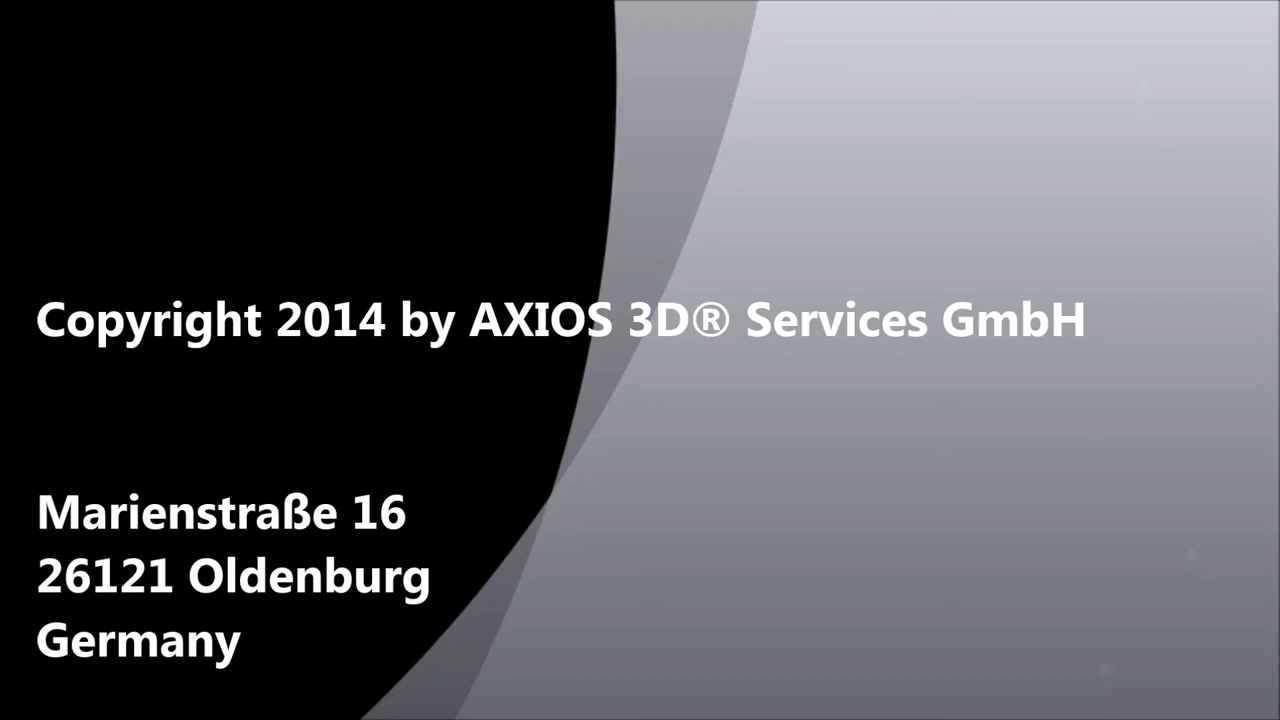 Copyright 2014 by AXIOS 3D® Services GmbH
Marienstraße 16
26121 Oldenburg
Germany